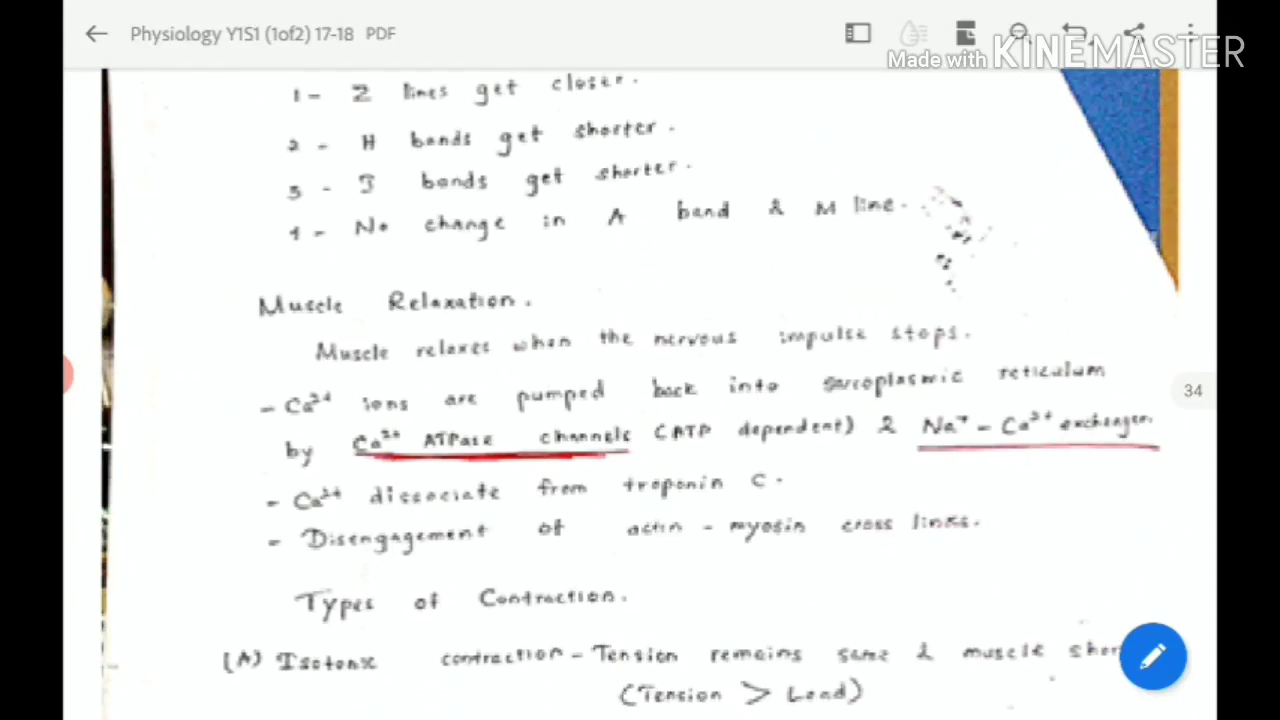 Physiology Y1S1 (1of2) 17-18 PDF
Made with KINEMASTER
1 - Z lines get closer.
2 - H bands get shorter.
3 - I bands get shorter.
4 - No change in A band & M line.
Muscle Relaxation.
Muscle relaxes when the nervous impulse stops.
- Ca²⁺ ions are pumped back into sarcoplasmic reticulum
34
by Ca²⁺ ATPase channels (ATP dependent) & Na⁺ - Ca²⁺ exchanger.
- Ca²⁺ dissociate from troponin C.
- Disengagement of actin - myosin cross links.
Types of Contraction.
(A) Isotonic contraction - Tension remains same & muscle shor
(Tension > Load)